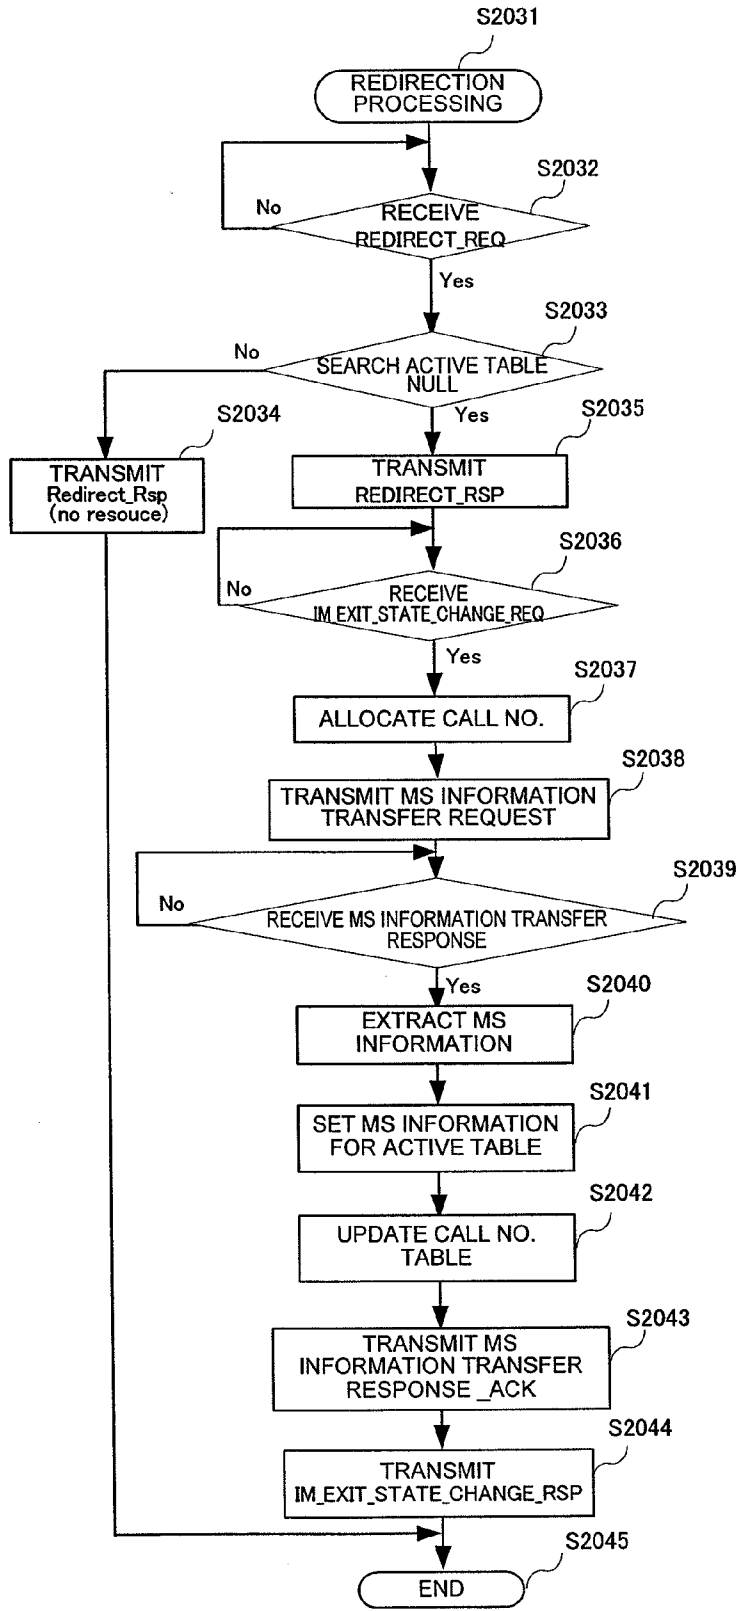 S2031
REDIRECTION
PROCESSING
S2032
No
RECEIVE
REDIRECT_REQ
Yes
S2033
No
SEARCH ACTIVE TABLE
NULL
Yes
S2034
S2035
TRANSMIT
Redirect_Rsp
(no resouce)
TRANSMIT
REDIRECT_RSP
S2036
No
RECEIVE
IM_EXIT_STATE_CHANGE_REQ
Yes
S2037
ALLOCATE CALL NO.
S2038
TRANSMIT MS INFORMATION
TRANSFER REQUEST
S2039
No
RECEIVE MS INFORMATION TRANSFER
RESPONSE
Yes
S2040
EXTRACT MS
INFORMATION
S2041
SET MS INFORMATION
FOR ACTIVE TABLE
S2042
UPDATE CALL NO.
TABLE
S2043
TRANSMIT MS
INFORMATION TRANSFER
RESPONSE _ACK
S2044
TRANSMIT
IM_EXIT_STATE_CHANGE_RSP
S2045
END